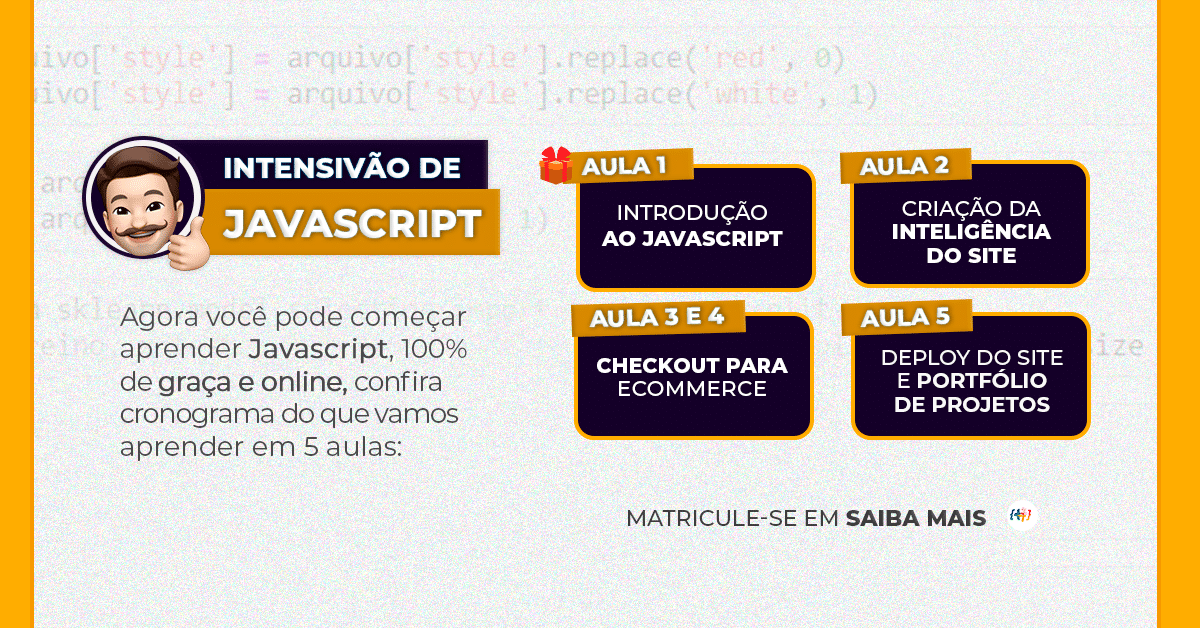 uivo['style'] = arquivo['style'].replace('red', 0)
uivo['style'] = arquivo['style'].replace('white', 1)
INTENSIVÃO DE
JAVASCRIPT
Agora você pode começar
aprender Javascript, 100%
de graça e online, confira
cronograma do que vamos
aprender em 5 aulas:
AULA 1
INTRODUÇÃO
AO JAVASCRIPT
AULA 2
CRIAÇÃO DA
INTELIGÊNCIA
DO SITE
AULA 3 E 4
CHECKOUT PARA
ECOMMERCE
AULA 5
DEPLOY DO SITE
E PORTFÓLIO
DE PROJETOS
MATRICULE-SE EM SAIBA MAIS